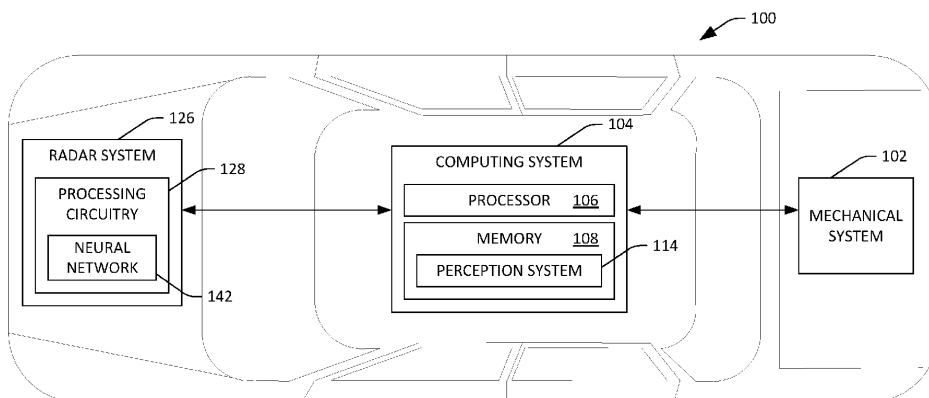 100
126
RADAR SYSTEM
128
PROCESSING
CIRCUITRY
NEURAL
NETWORK
142
104
COMPUTING SYSTEM
PROCESSOR 106
MEMORY 108
114
PERCEPTION SYSTEM
102
MECHANICAL
SYSTEM